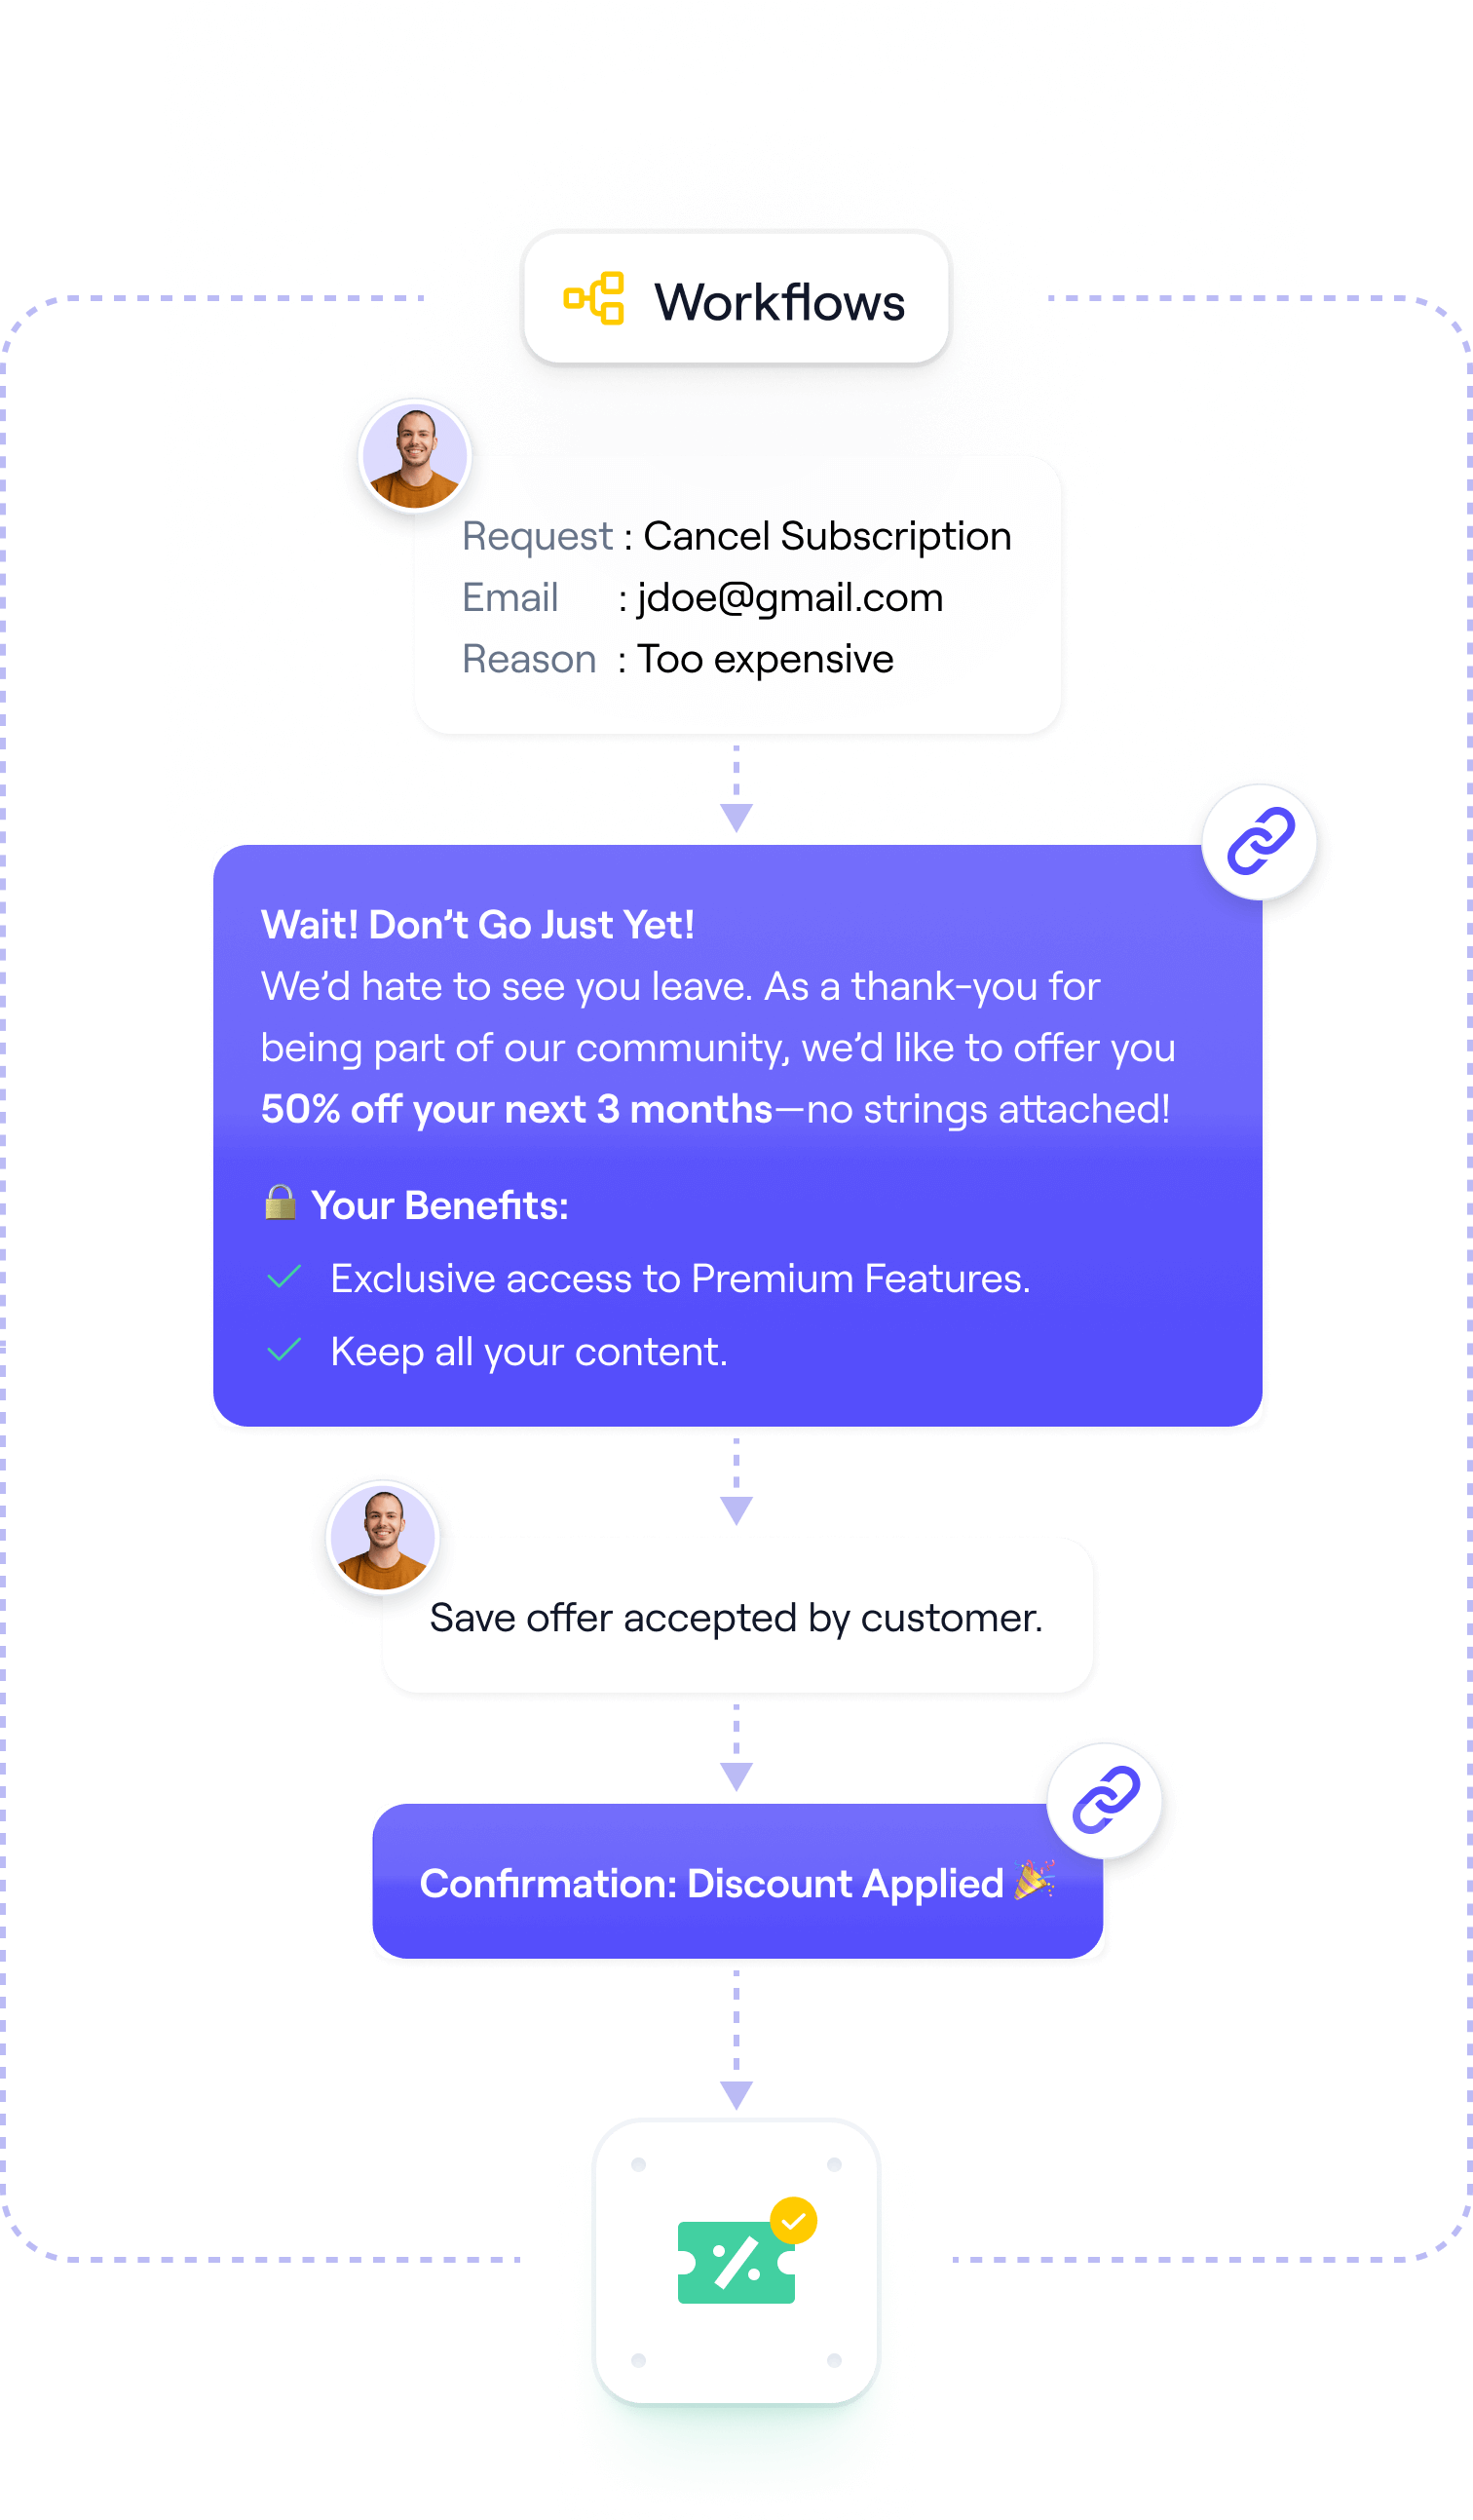 Workflows
Request : Cancel Subscription
Email : jdoe@gmail.com
Reason : Too expensive
Wait! Don’t Go Just Yet!
We’d hate to see you leave. As a thank-you for
being part of our community, we’d like to offer you
50% off your next 3 months—no strings attached!
🔒 Your Benefits:
✓ Exclusive access to Premium Features.
✓ Keep all your content.
Save offer accepted by customer.
Confirmation: Discount Applied 🎉